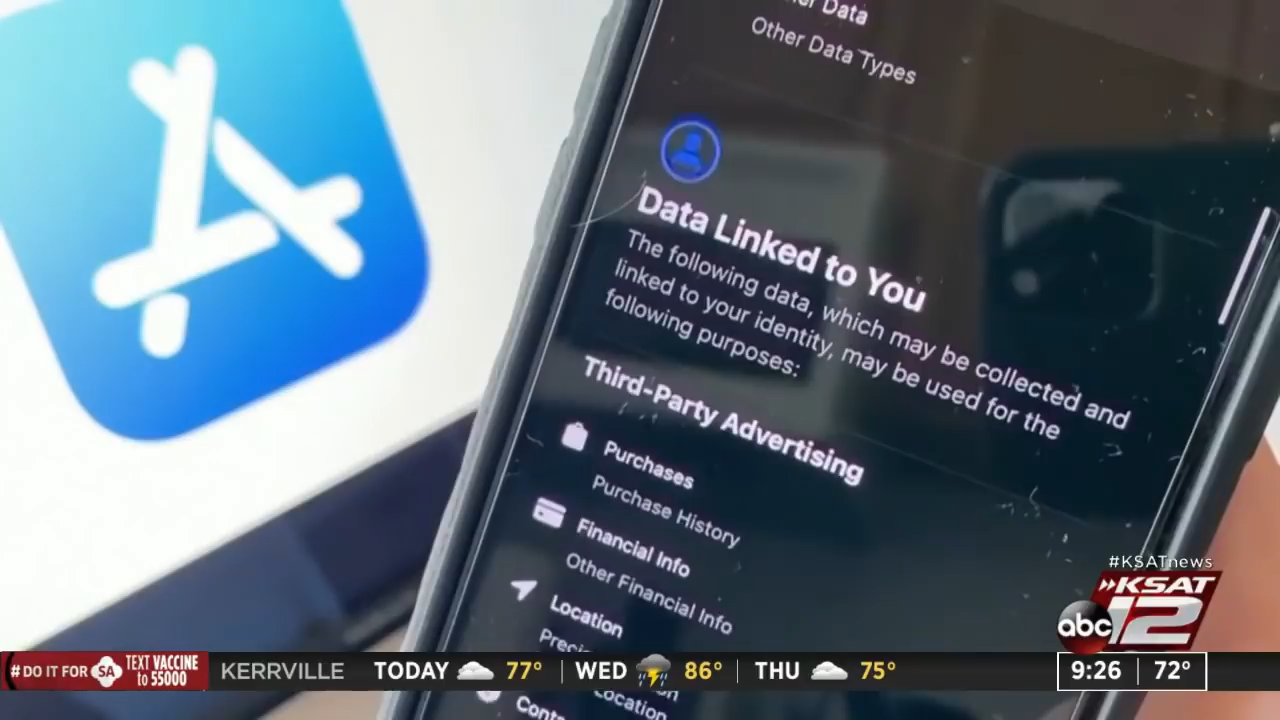 Other Data Types
Data Linked to You
The following data, which may be collected and
linked to your identity, may be used for the
following purposes:
Third-Party Advertising
Purchases
Purchase History
Financial Info
Other Financial Info
Location
Location
#KSATnews
KSAT
abc 12
#DO IT FOR SA TEXT VACCINE
to 55000
KERRVILLE TODAY 77° WED 86° THU 75° 9:26 72°